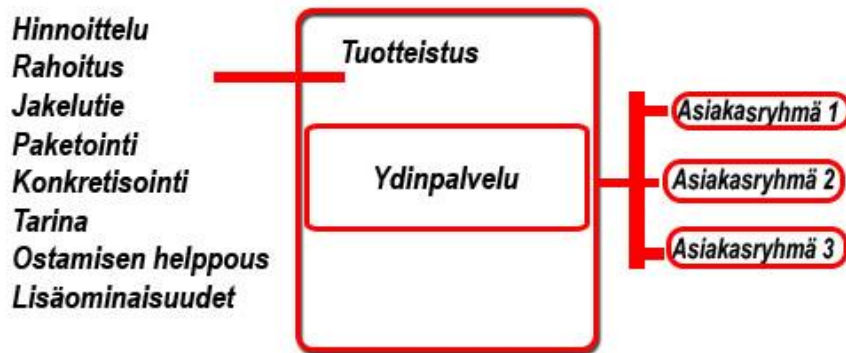 Hinnoittelu
Rahoitus
Jakelutie
Paketointi
Konkretisointi
Tarina
Ostamisen helppous
Lisäominaisuudet
Tuotteistus
Ydinpalvelu
Asiakasryhmä 1
Asiakasryhmä 2
Asiakasryhmä 3